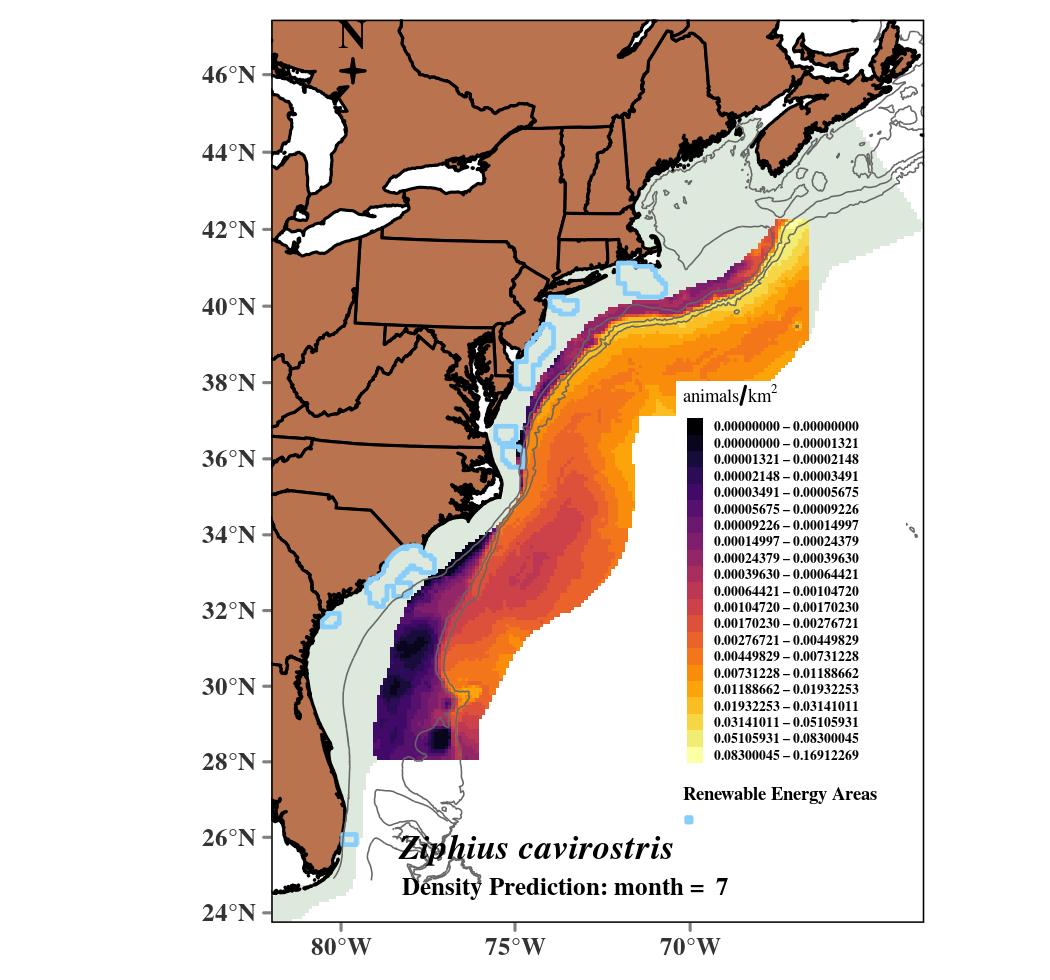 N
46°N
44°N
42°N
40°N
38°N
36°N
34°N
32°N
30°N
28°N
26°N
24°N
80°W
75°W
70°W
animals/km2
0.00000000 – 0.00000000
0.00000000 – 0.00001321
0.00001321 – 0.00002148
0.00002148 – 0.00003491
0.00003491 – 0.00005675
0.00005675 – 0.00009226
0.00009226 – 0.00014997
0.00014997 – 0.00024379
0.00024379 – 0.00039630
0.00039630 – 0.00064421
0.00064421 – 0.00104720
0.00104720 – 0.00170230
0.00170230 – 0.00276721
0.00276721 – 0.00449829
0.00449829 – 0.00731228
0.00731228 – 0.01188662
0.01188662 – 0.01932253
0.01932253 – 0.03141011
0.03141011 – 0.05105931
0.05105931 – 0.08300045
0.08300045 – 0.16912269
Renewable Energy Areas
Ziphius cavirostris
Density Prediction: month = 7